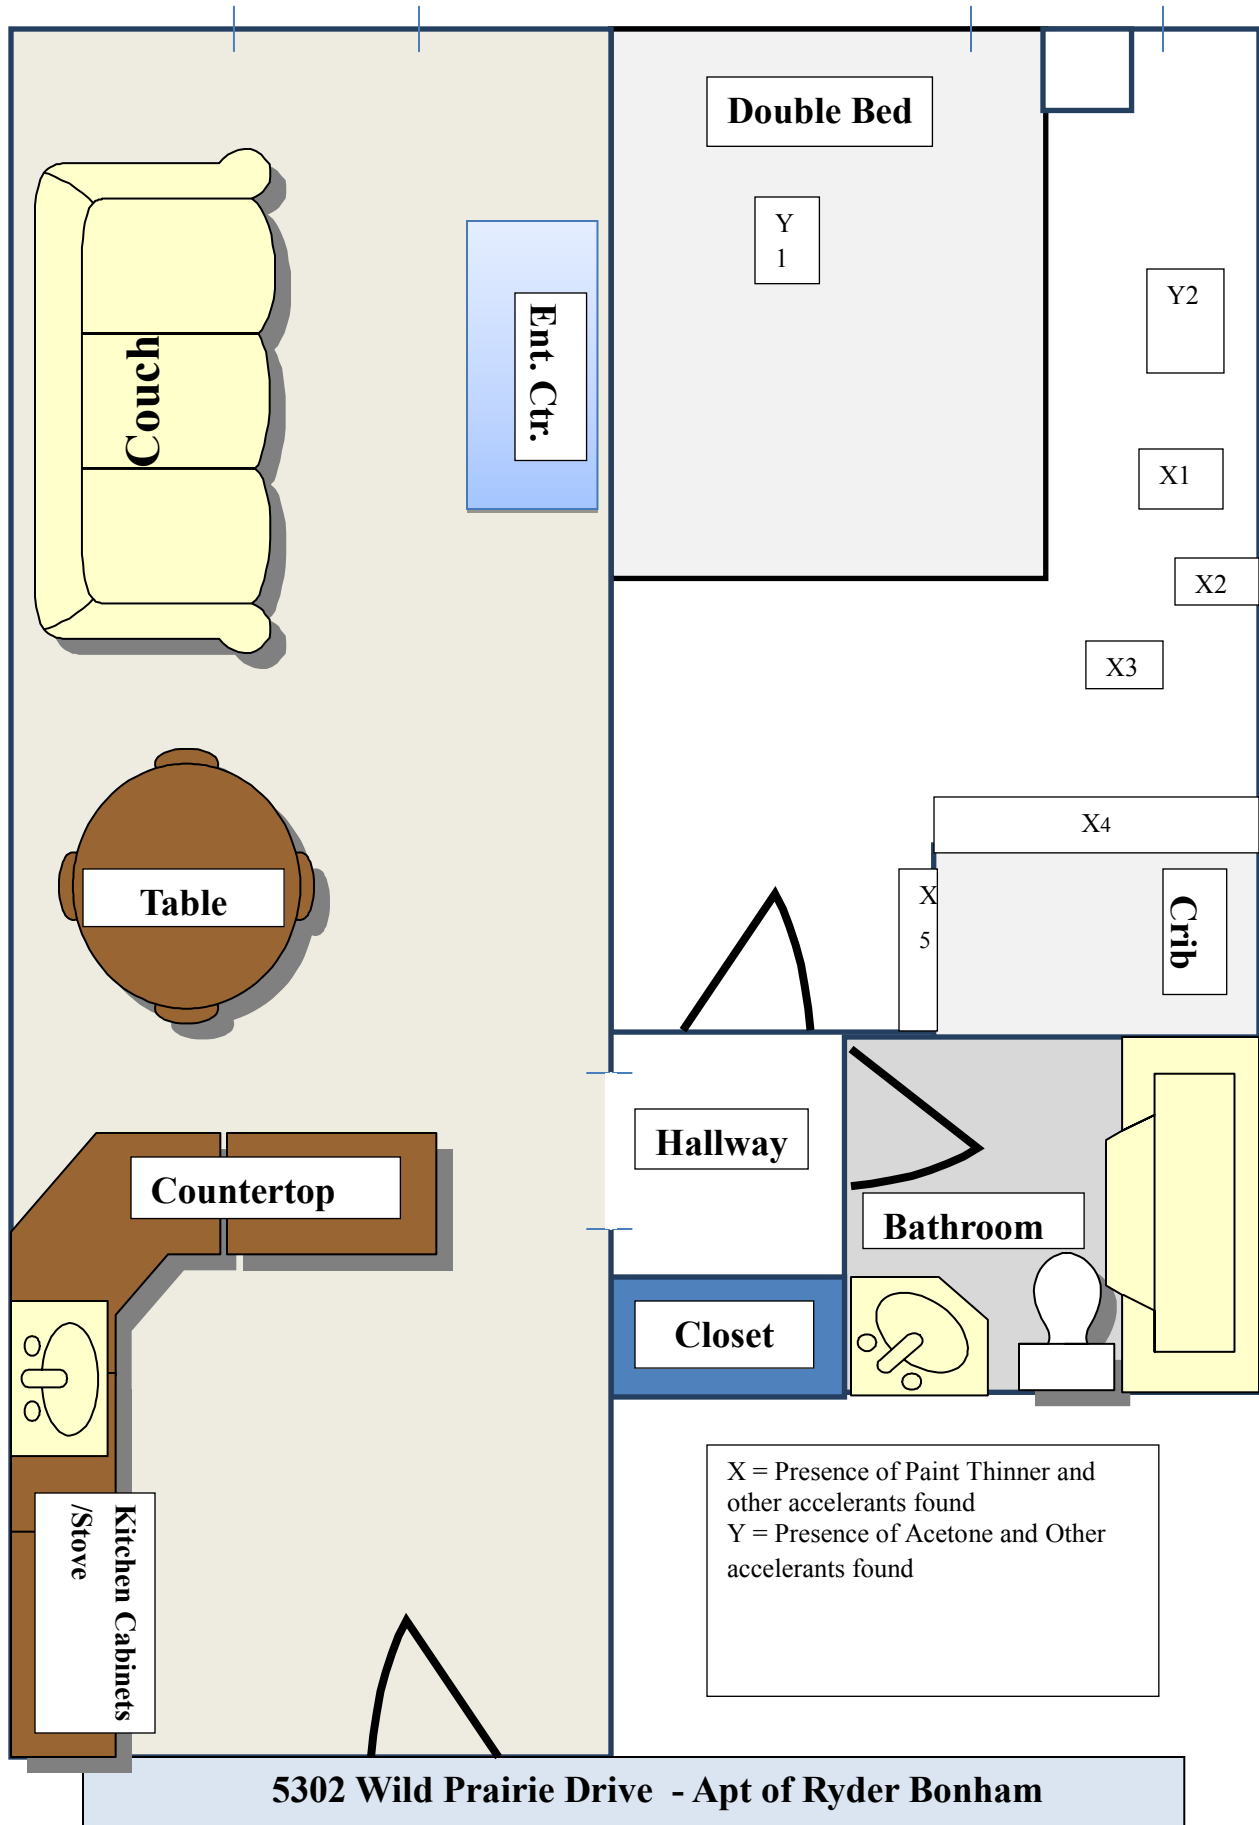 Double Bed
Y
1
Y2
Ent. Ctr.
Couch
X1
X2
X3
X4
Table
X
5
Crib
Hallway
Countertop
Bathroom
Closet
X = Presence of Paint Thinner and
other accelerants found
Y = Presence of Acetone and Other
accelerants found
Kitchen Cabinets
/Stove
5302 Wild Prairie Drive - Apt of Ryder Bonham